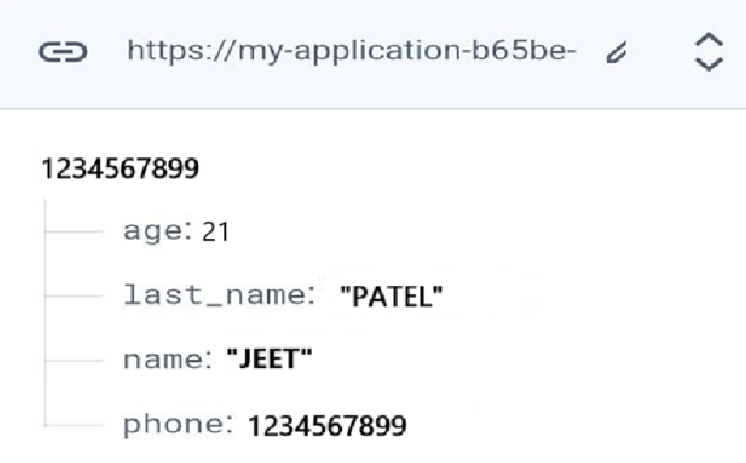 https://my-application-b65be-
1234567899
age: 21
last_name: "PATEL"
name: "JEET"
phone: 1234567899